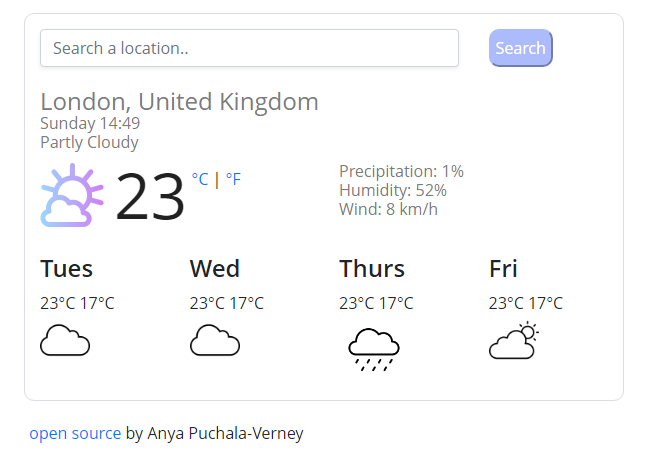 Search a location..
Search
London, United Kingdom
Sunday 14:49
Partly Cloudy
23 °C | °F
Precipitation: 1%
Humidity: 52%
Wind: 8 km/h
Tues Wed Thurs Fri
23°C 17°C 23°C 17°C 23°C 17°C 23°C 17°C
open source by Anya Puchala-Verney